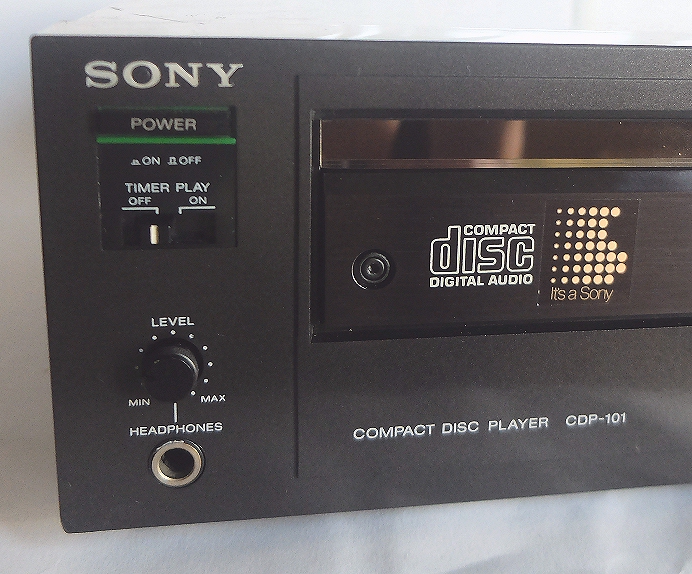 SONY
POWER
ON OFF
TIMER PLAY
OFF ON
LEVEL
MIN MAX
HEADPHONES
COMPACT
disc
DIGITAL AUDIO
It's a Sony
COMPACT DISC PLAYER CDP-101